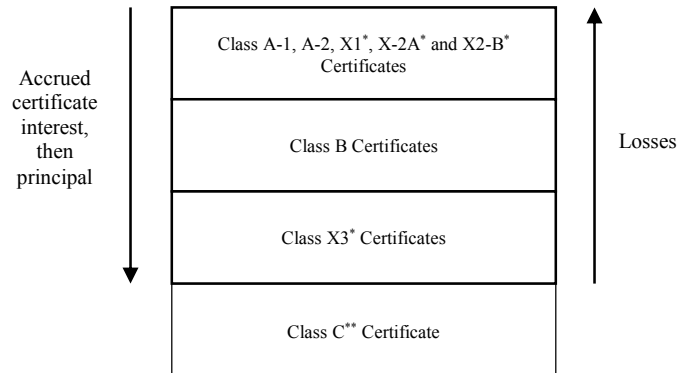 Class A-1, A-2, X1*, X-2A* and X2-B*
Certificates
Accrued
certificate
interest,
then
principal
Class B Certificates
Losses
Class X3* Certificates
Class C** Certificate